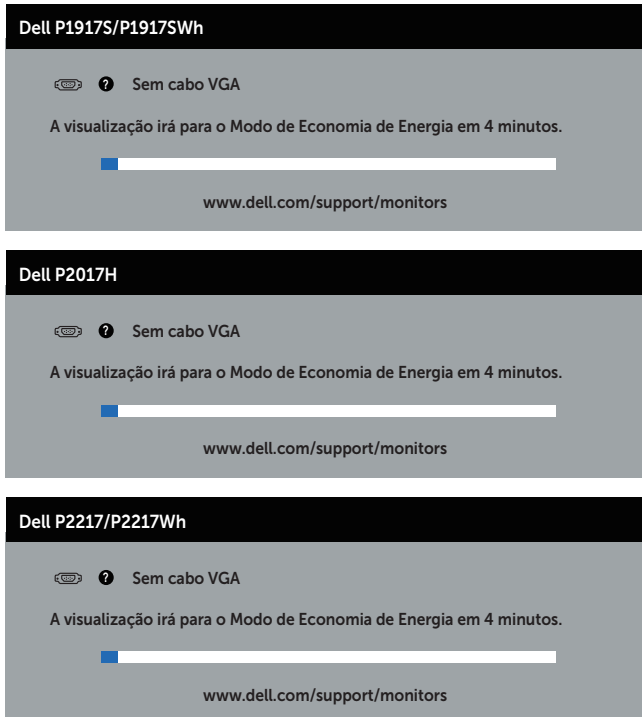 Dell P1917S/P1917SWh
? Sem cabo VGA
A visualização irá para o Modo de Economia de Energia em 4 minutos.
www.dell.com/support/monitors
Dell P2017H
? Sem cabo VGA
A visualização irá para o Modo de Economia de Energia em 4 minutos.
www.dell.com/support/monitors
Dell P2217/P2217Wh
? Sem cabo VGA
A visualização irá para o Modo de Economia de Energia em 4 minutos.
www.dell.com/support/monitors